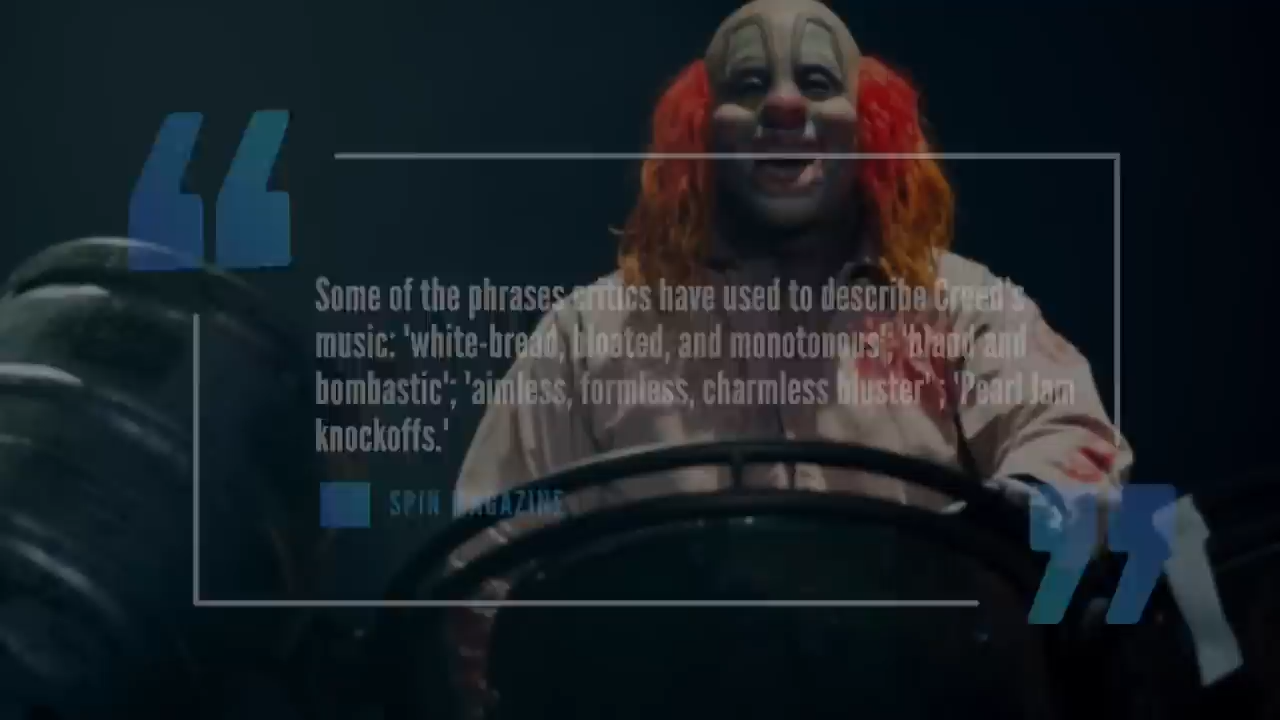 Some of the phrases critics have used to describe Creed's
music: 'white-bread, bloated, and monotonous'; 'bland and
bombastic'; 'aimless, formless, charmless bluster' ; 'Pearl Jam
knockoffs.'
SPIN MAGAZINE